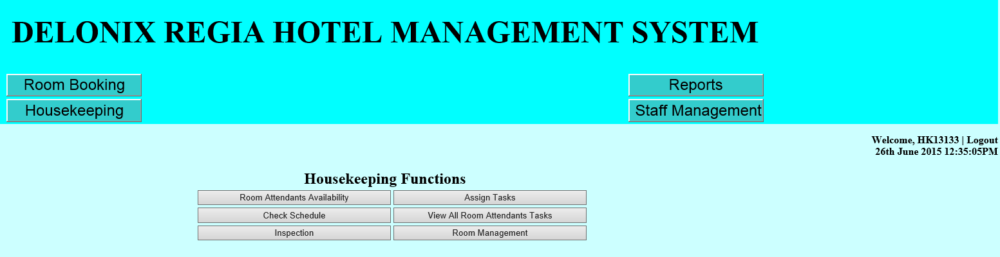 DELONIX REGIA HOTEL MANAGEMENT SYSTEM
Room Booking
Reports
Housekeeping
Staff Management
Welcome, HK13133 | Logout
26th June 2015 12:35:05PM
Housekeeping Functions
Room Attendants Availability
Assign Tasks
Check Schedule
View All Room Attendants Tasks
Inspection
Room Management